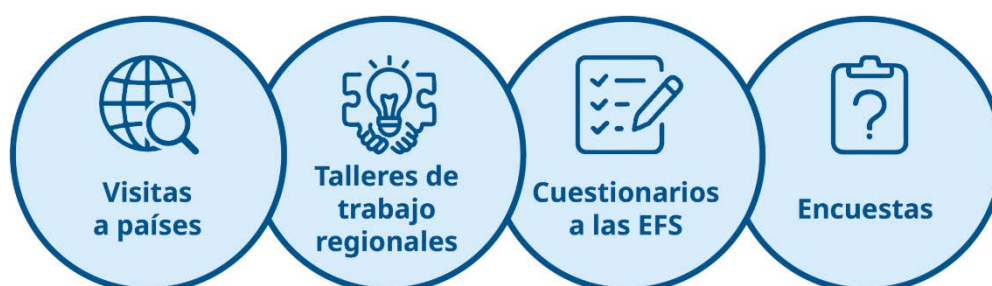 Visitas
a países
Talleres de
trabajo
regionales
Cuestionarios
a las EFS
?
Encuestas